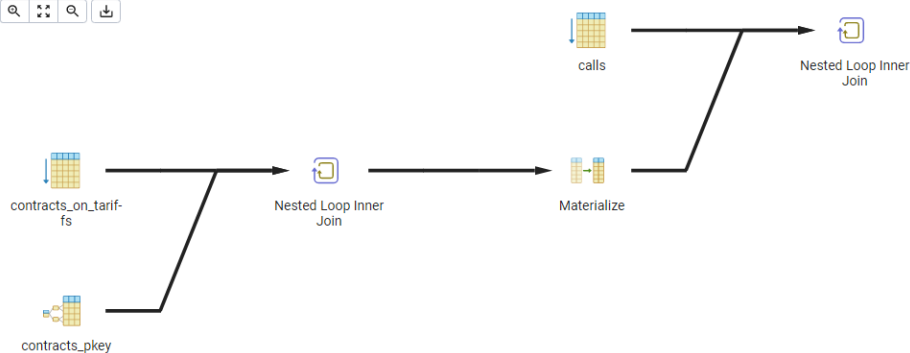 calls
Nested Loop Inner
Join
contracts_on_tarif-
fs
Nested Loop Inner
Join
Materialize
contracts_pkey